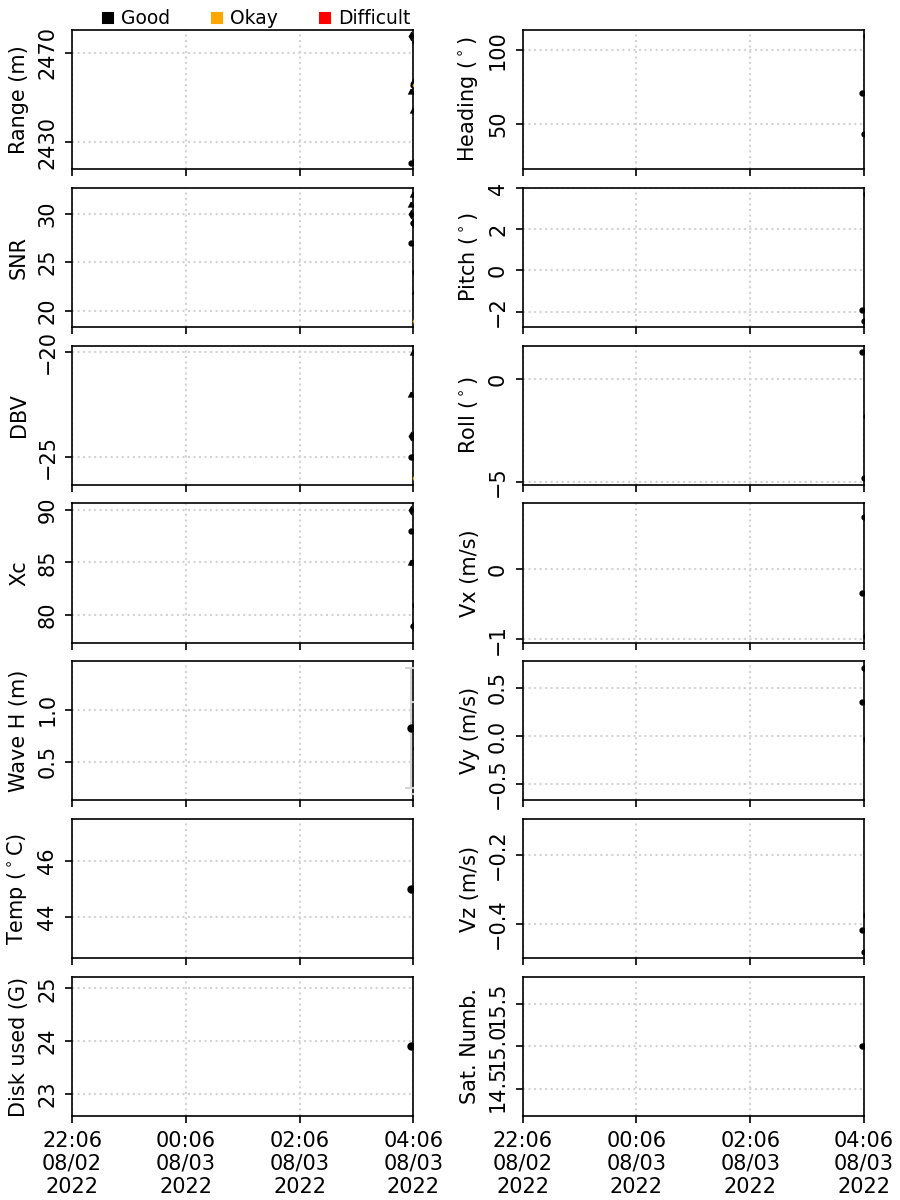 Good Okay Difficult
Range (m)
2470
2430
Heading (°)
100
50
SNR
30
25
20
Pitch (°)
4
2
0
−2
DBV
−20
−25
Roll (°)
0
−5
Xc
90
85
80
Vx (m/s)
0
−1
Wave H (m)
1.0
0.5
Vy (m/s)
0.5
0.0
−0.5
Temp (°C)
46
44
Vz (m/s)
−0.2
−0.4
Disk used (G)
25
24
23
Sat. Numb.
15.5
15.0
14.5
22:06 00:06 02:06 04:06
08/02 08/03 08/03 08/03
2022 2022 2022 2022
22:06 00:06 02:06 04:06
08/02 08/03 08/03 08/03
2022 2022 2022 2022